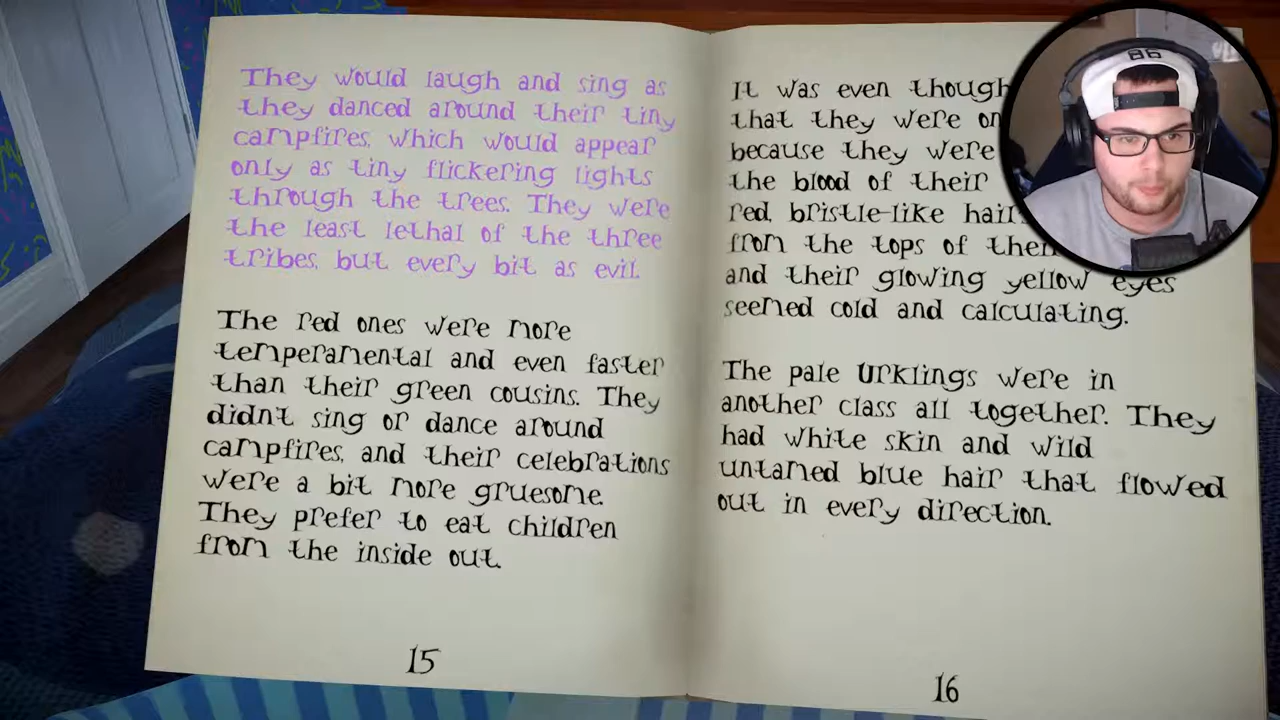 They would laugh and sing as
they danced around their tiny
campfires, which would appear
only as tiny flickering lights
through the trees. They were
the least lethal of the three
tribes, but every bit as evil.
The red ones were more
temperamental and even faster
than their green cousins. They
didn't sing or dance around
campfires, and their celebrations
were a bit more gruesome.
They prefer to eat children
from the inside out.
15
It was even though
that they were
because they were
the blood of their
red, bristle-like hair
from the tops of
and their glowing yellow eyes
seemed cold and calculating.
The pale Urklings were in
another class all together. They
had white skin and wild
untamed blue hair that flowed
out in every direction.
16
86